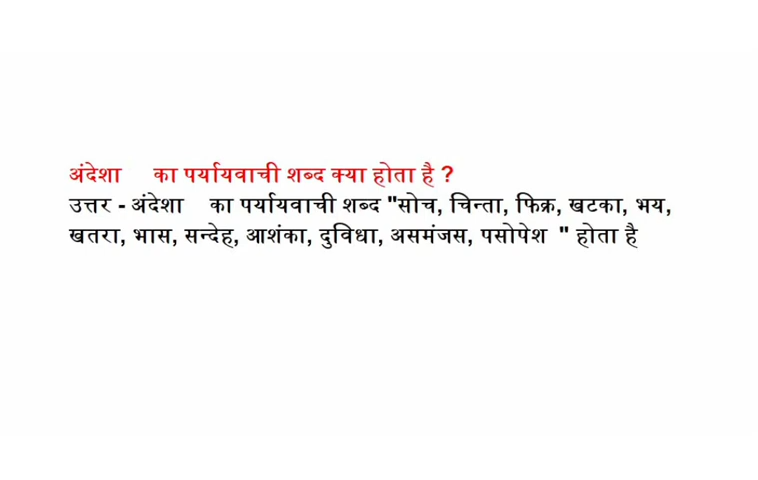 अंदेशा का पर्यायवाची शब्द क्या होता है ?
उत्तर - अंदेशा का पर्यायवाची शब्द "सोच, चिन्ता, फिक्र, खटका, भय,
खतरा, भास, सन्देह, आशंका, दुविधा, असमंजस, पसोपेश " होता है